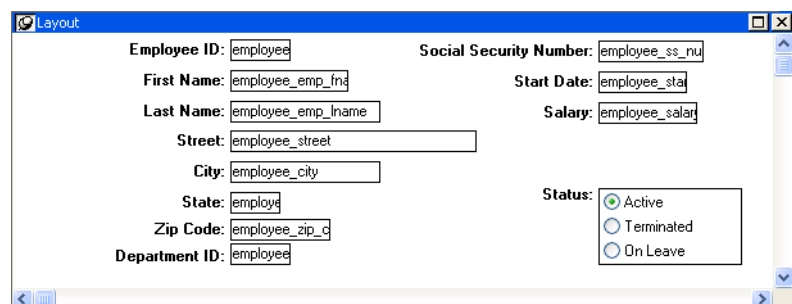 Layout
Employee ID: employee
Social Security Number: employee_ss_nu
First Name: employee_emp_fna
Start Date: employee_star
Last Name: employee_emp_lname
Salary: employee_salary
Street: employee_street
City: employee_city
State: employe
Status: Active
Terminated
On Leave
Zip Code: employee_zip_c
Department ID: employee